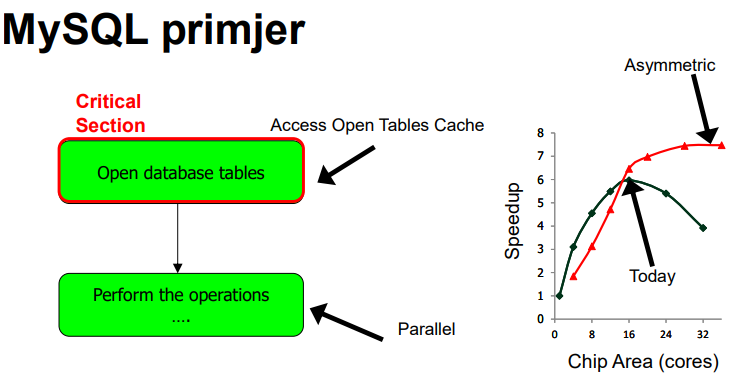 MySQL primjer
Critical
Section
Access Open Tables Cache
Open database tables
Perform the operations
....
Parallel
Asymmetric
8
7
6
5
4
3
2
1
0
Speedup
Today
0 8 16 24 32
Chip Area (cores)